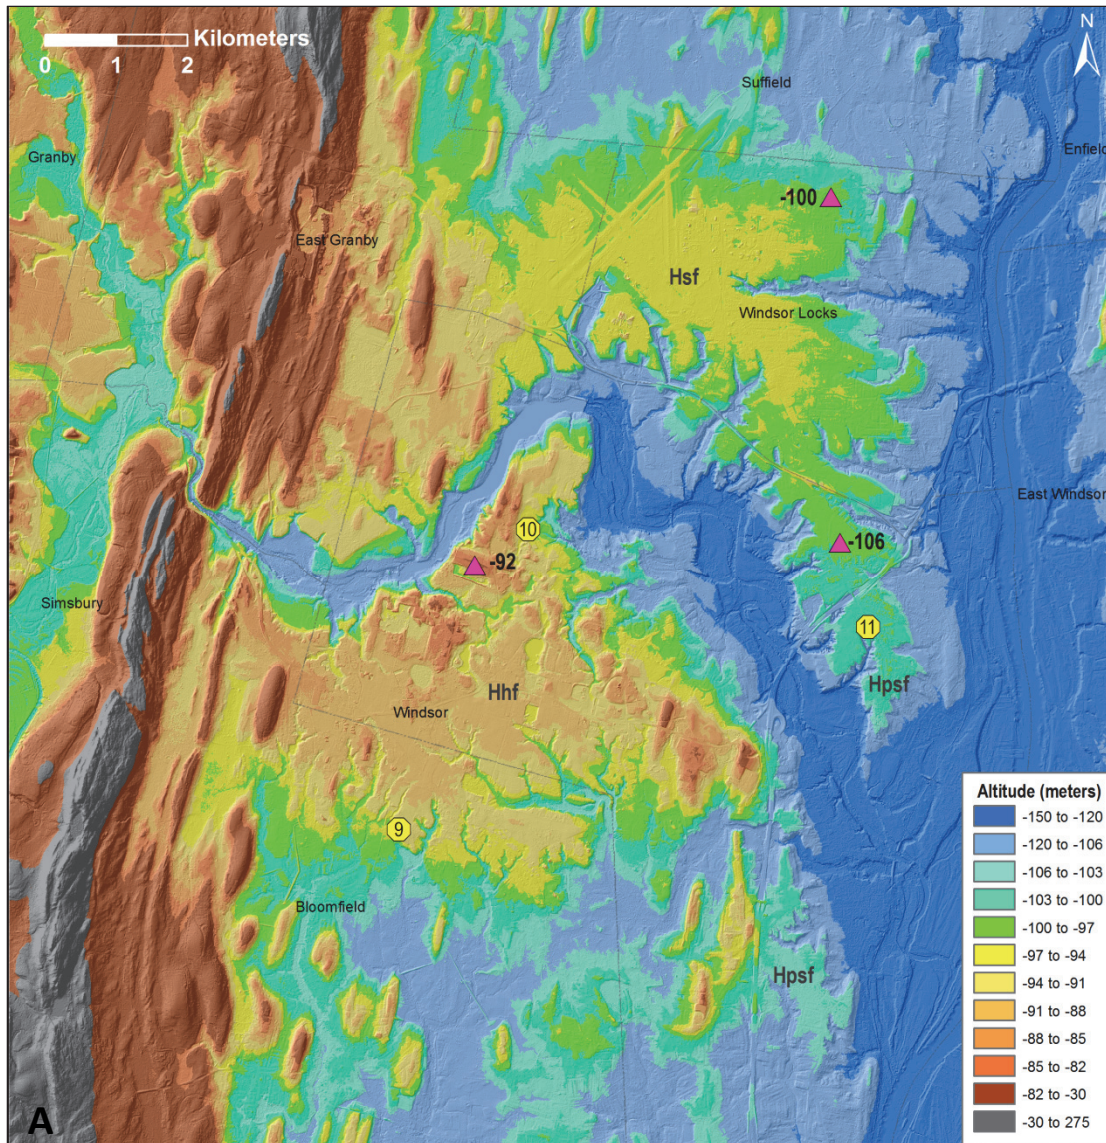 Kilometers
0 1 2
N
Suffield
Enfield
Granby
-100
East Granby
Hsf
Windsor Locks
East Windsor
10
-106
-92
Simsbury
11
Hpsf
Hhf
Windsor
9
Bloomfield
Hpsf
Altitude (meters)
-150 to -120
-120 to -106
-106 to -103
-103 to -100
-100 to -97
-97 to -94
-94 to -91
-91 to -88
-88 to -85
-85 to -82
-82 to -30
-30 to 275
A